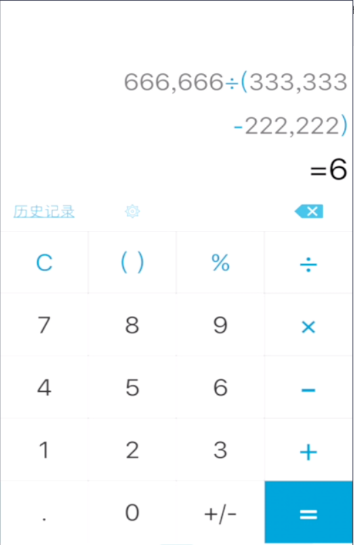 666,666÷(333,333
-222,222)
=6
历史记录
C ( ) % ÷
7 8 9 ×
4 5 6 -
1 2 3 +
. 0 +/- =